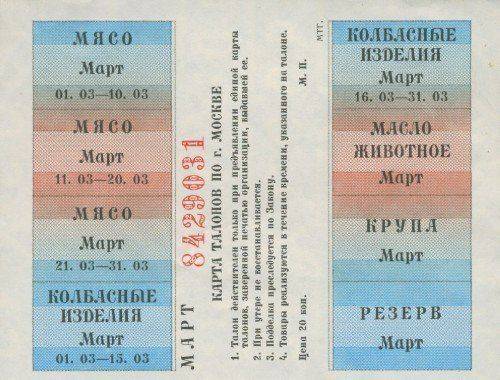 МЯСО
Март
01. 03—10. 03
МЯСО
Март
11. 03—20. 03
МЯСО
Март
21. 03—31. 03
КОЛБАСНЫЕ
ИЗДЕЛИЯ
Март
01. 03—15. 03
МАРТ
8429031
КАРТА ТАЛОНОВ ПО г. МОСКВЕ
1. Талон действителен только при предъявлении единой карты
талонов, заверенной печатью организации, выдавшей ее.
2. При утере не восстанавливается.
3. Подделка преследуется по Закону.
4. Товары реализуются в течение времени, указанного на талоне.
Цена 20 коп.
М. П.
МТГ.
КОЛБАСНЫЕ
ИЗДЕЛИЯ
Март
16. 03—31. 03
МАСЛО
ЖИВОТНОЕ
Март
КРУПА
Март
РЕЗЕРВ
Март